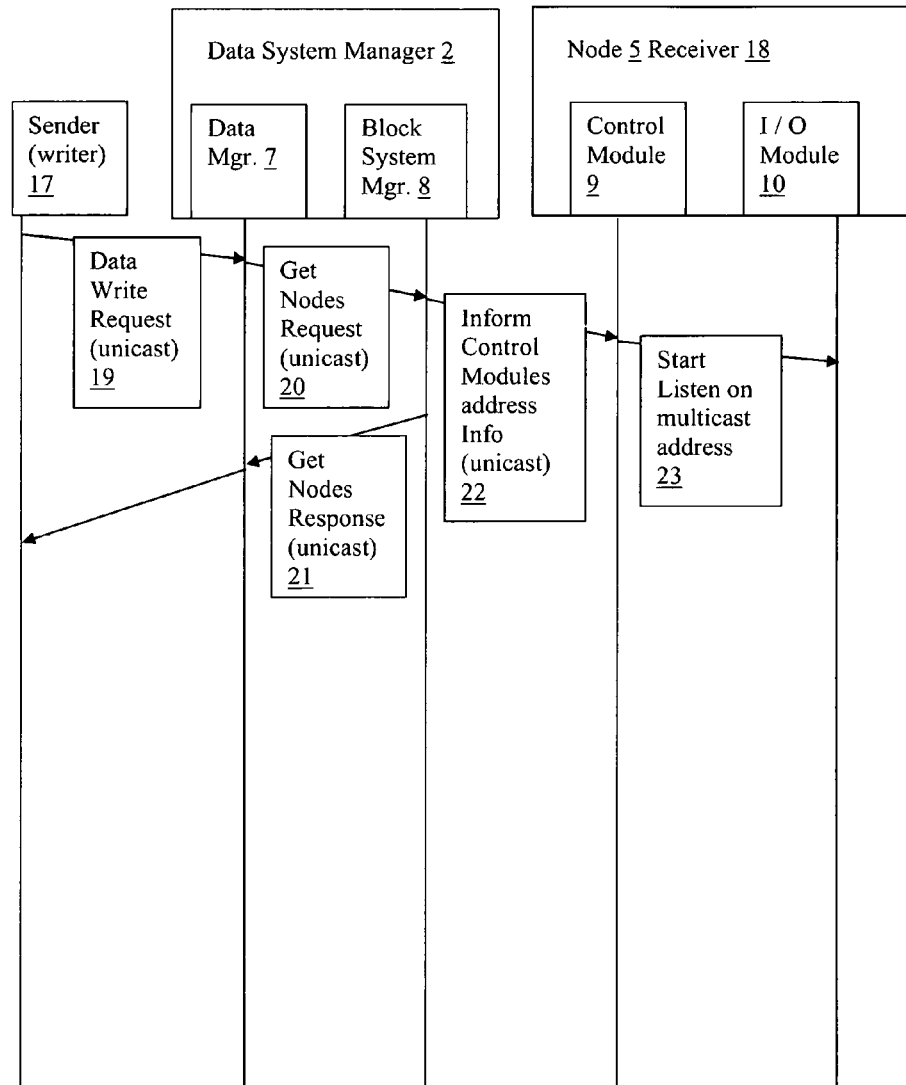 Data System Manager 2
Node 5 Receiver 18
Sender
(writer)
17
Data
Mgr. 7
Block
System
Mgr. 8
Control
Module
9
I / O
Module
10
Data
Write
Request
(unicast)
19
Get
Nodes
Request
(unicast)
20
Inform
Control
Modules
address
Info
(unicast)
22
Start
Listen on
multicast
address
23
Get
Nodes
Response
(unicast)
21